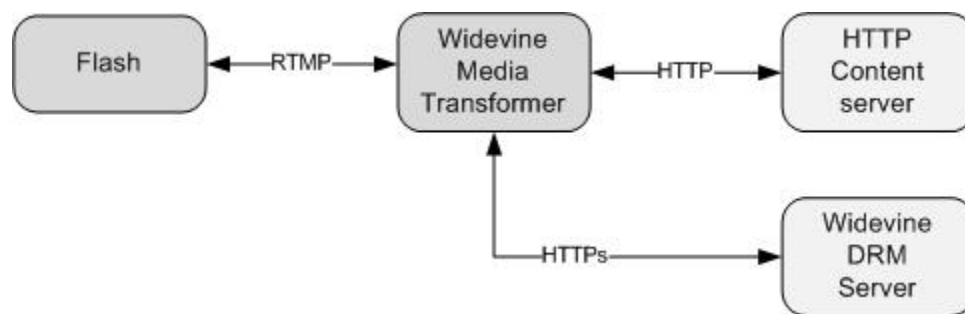 Flash
RTMP
Widevine
Media
Transformer
HTTP
HTTP
Content
server
HTTPs
Widevine
DRM
Server